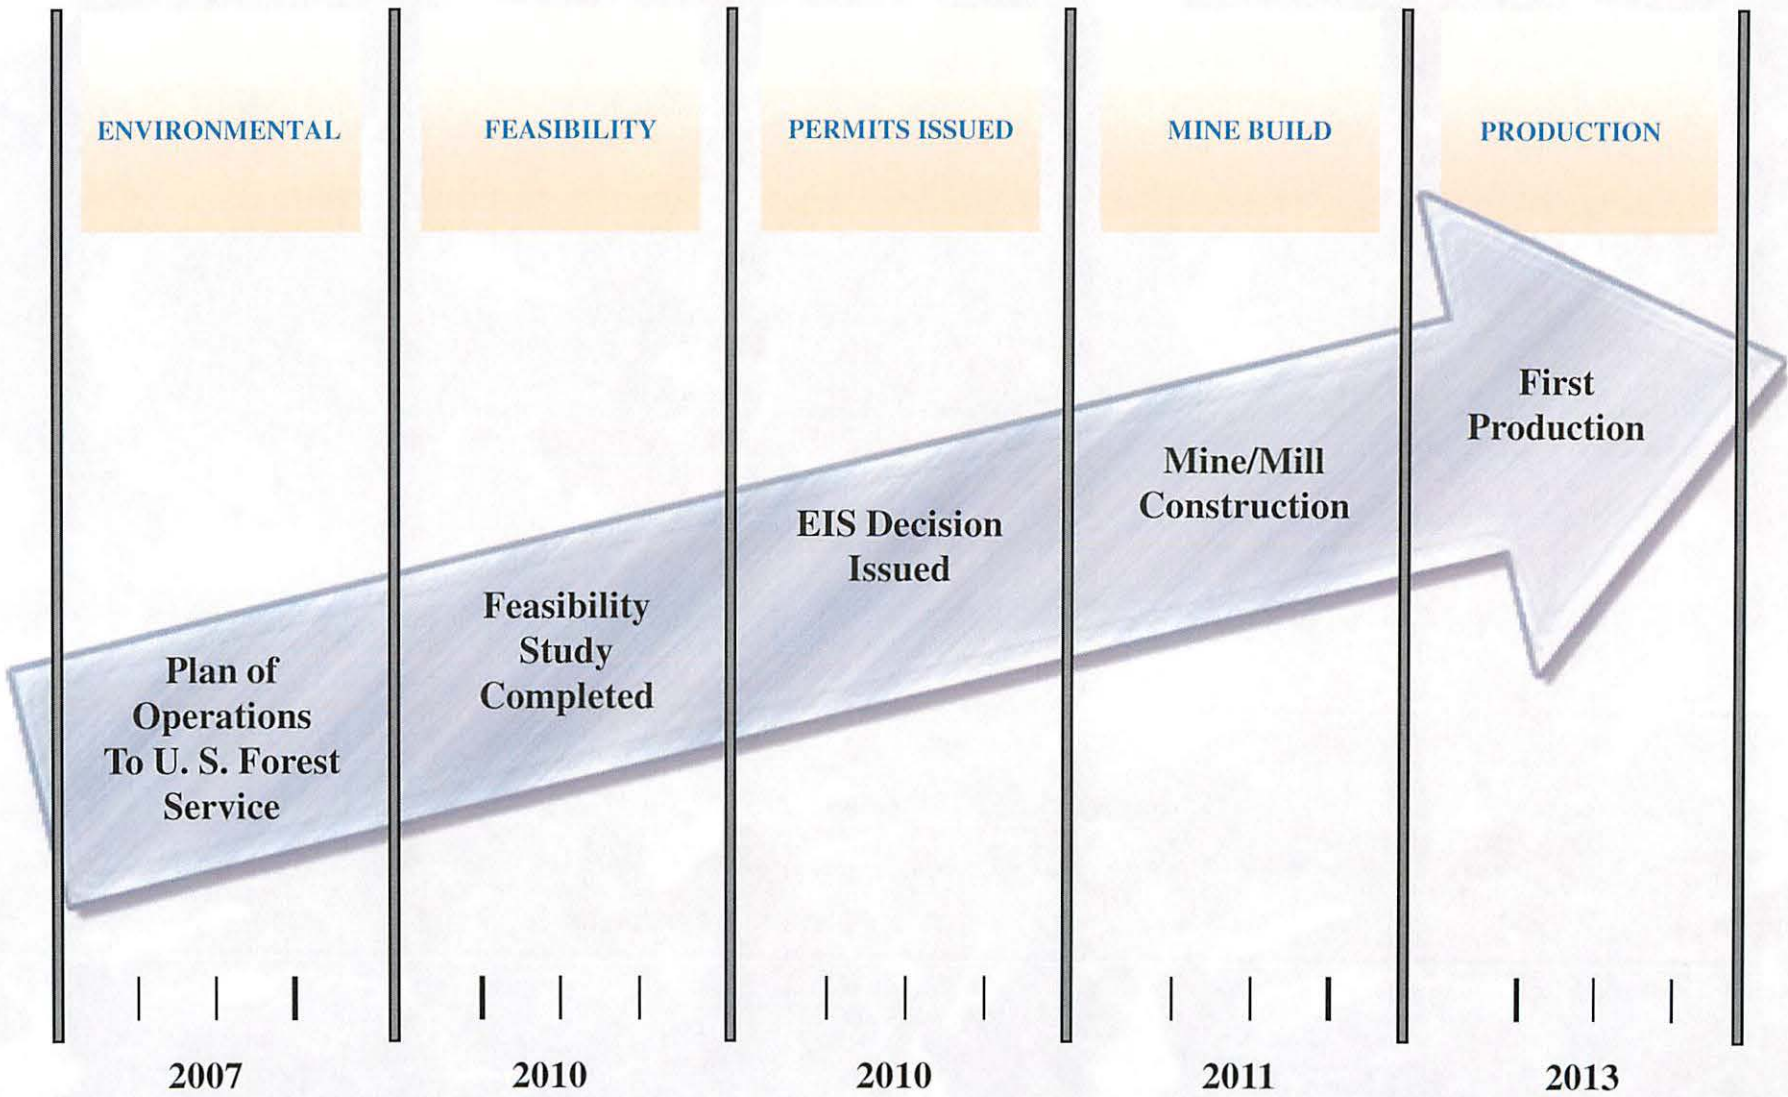 ENVIRONMENTAL
FEASIBILITY
PERMITS ISSUED
MINE BUILD
PRODUCTION
Plan of
Operations
To U. S. Forest
Service
Feasibility
Study
Completed
EIS Decision
Issued
Mine/Mill
Construction
First
Production
2007
2010
2010
2011
2013